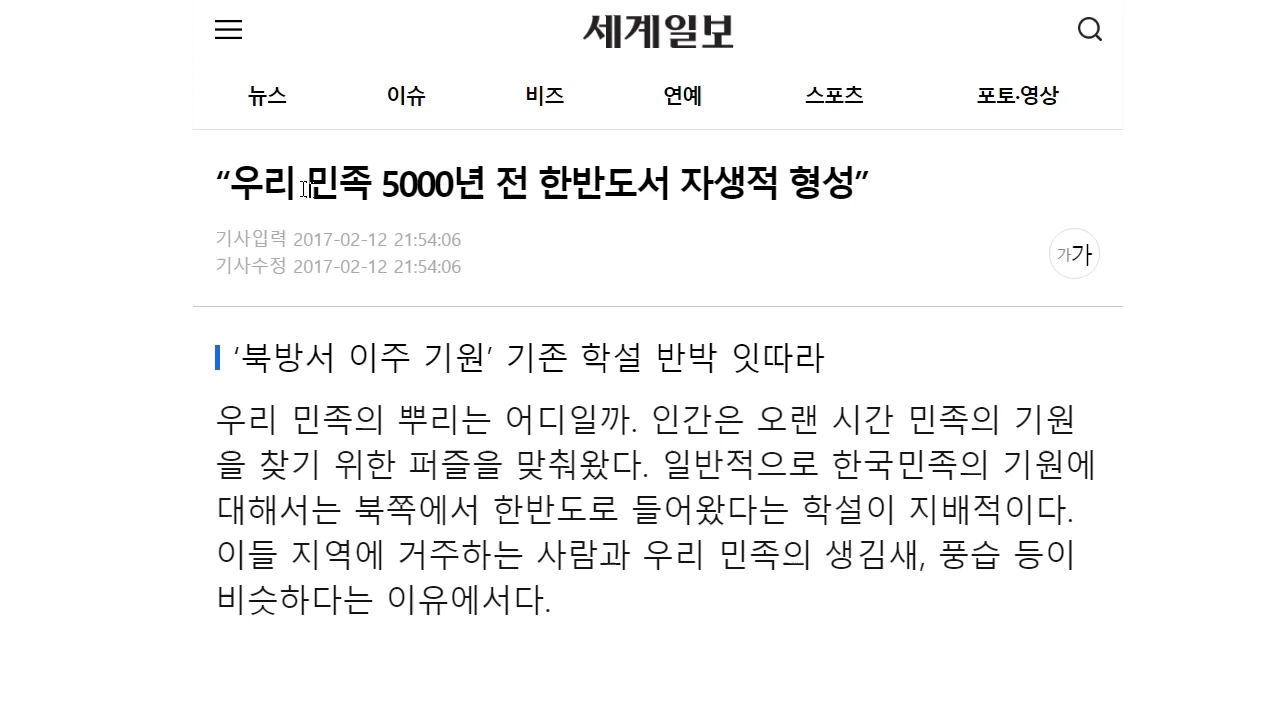 세계일보
뉴스 이슈 비즈 연예 스포츠 포토·영상
“우리 민족 5000년 전 한반도서 자생적 형성”
기사입력 2017-02-12 21:54:06
기사수정 2017-02-12 21:54:06
가가
‘북방서 이주 기원’ 기존 학설 반박 잇따라
우리 민족의 뿌리는 어디일까. 인간은 오랜 시간 민족의 기원
을 찾기 위한 퍼즐을 맞춰왔다. 일반적으로 한국민족의 기원에
대해서는 북쪽에서 한반도로 들어왔다는 학설이 지배적이다.
이들 지역에 거주하는 사람과 우리 민족의 생김새, 풍습 등이
비슷하다는 이유에서다.